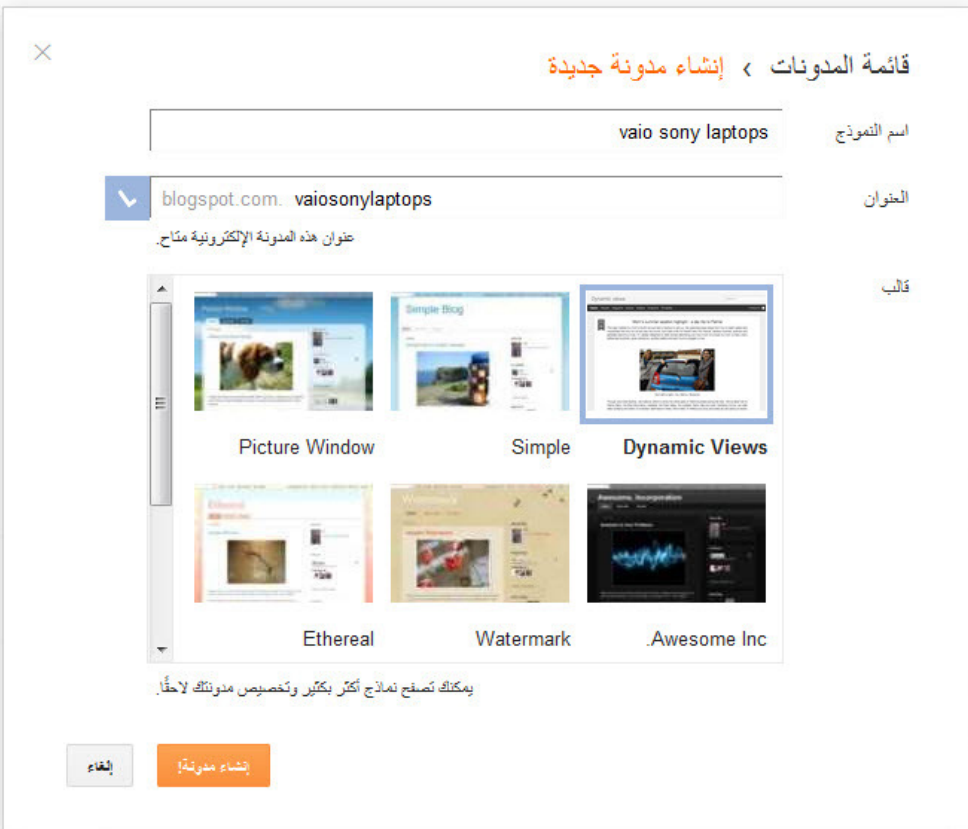 قائمة المدونات › إنشاء مدونة جديدة
اسم النموذج
vaio sony laptops
العنوان
vaiosonylaptops
blogspot.com.
عنوان هذه المدونة الإلكترونية متاح.
قالب
Dynamic Views
Simple
Picture Window
Simple Blog
Awesome Inc.
Watermark
Ethereal
يمكنك تصفح نماذج أكثر بكثير وتخصيص مدونتك لاحقًا.
إنشاء مدونة!
إلغاء